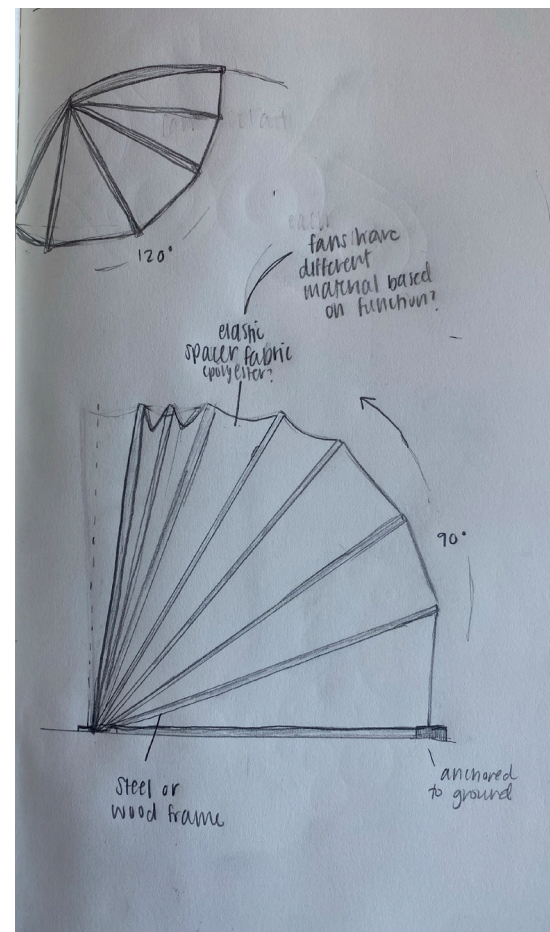 120°
fans have
different
material based
on function?
elastic
spacer fabric
(polyester?
90°
Steel or
wood frame
anchored
to ground